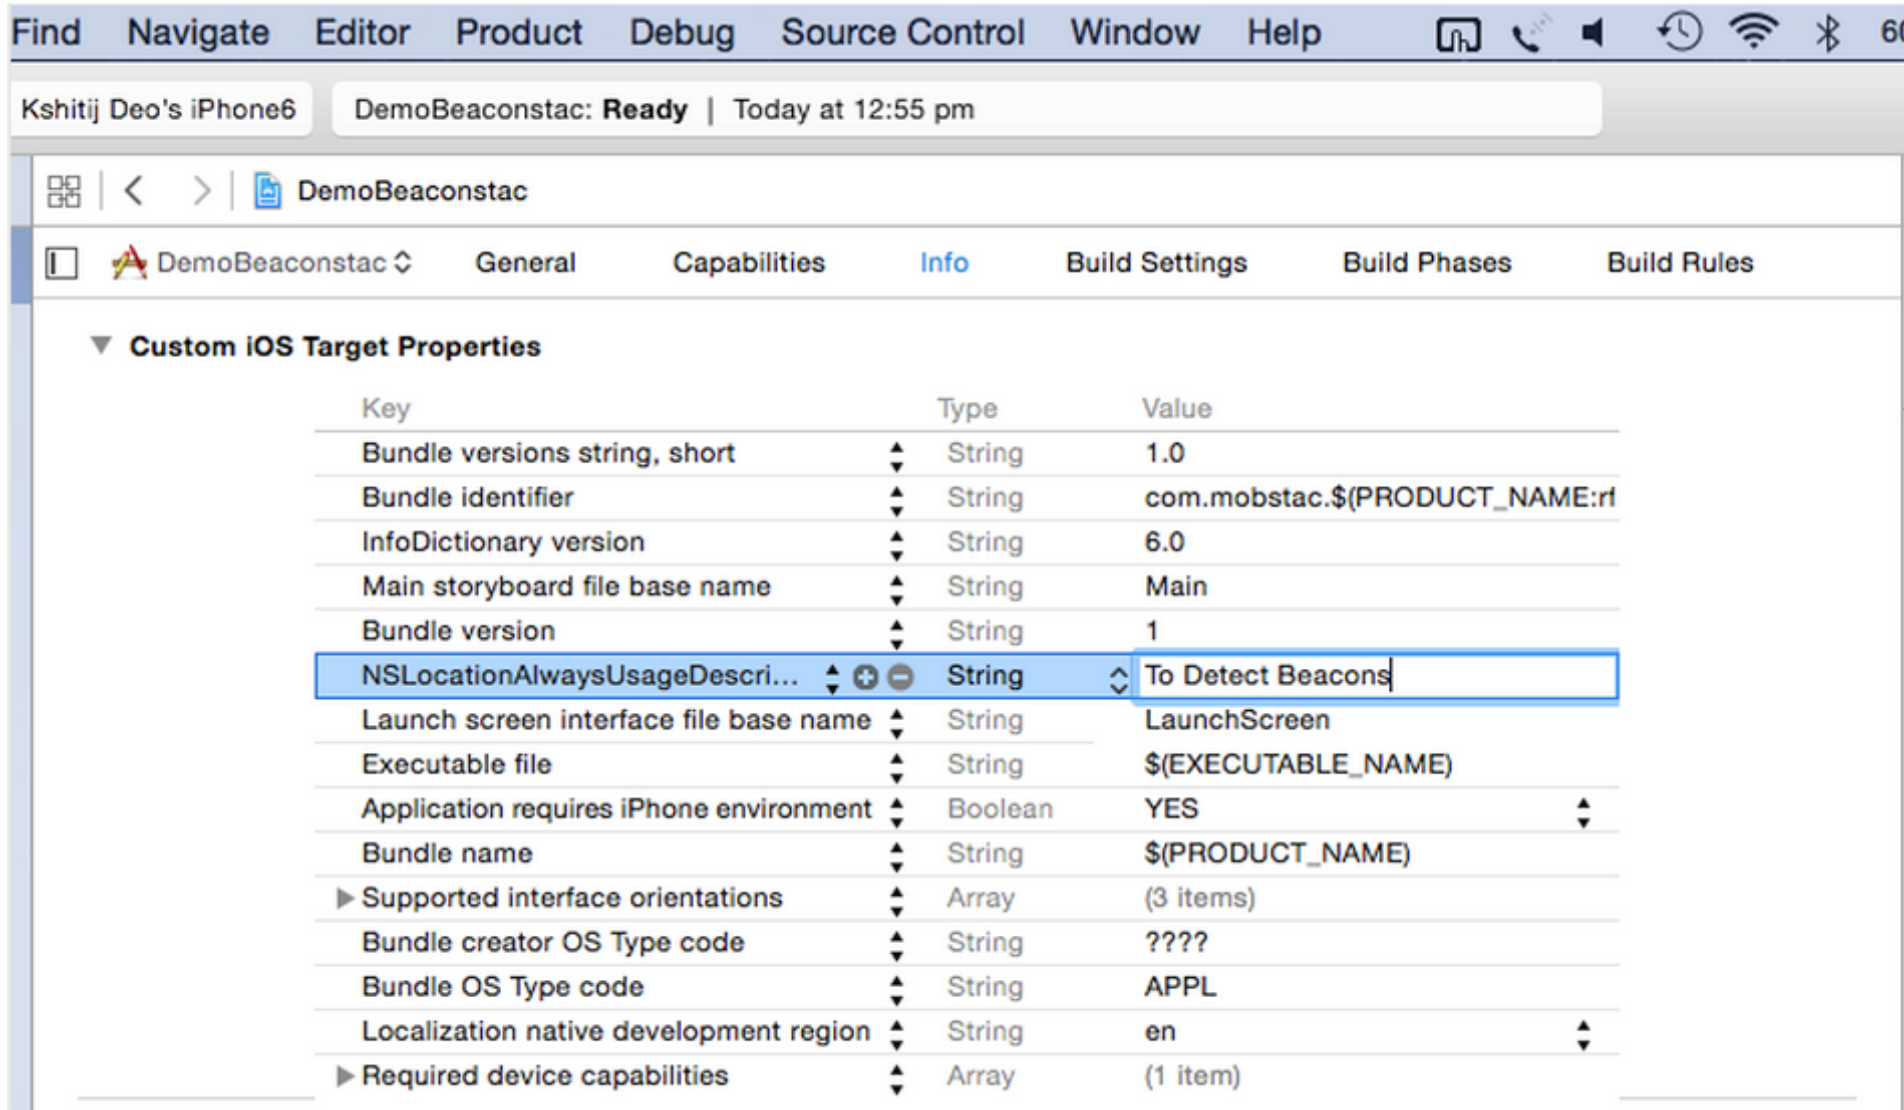 Find Navigate Editor Product Debug Source Control Window Help
Kshitij Deo's iPhone6 DemoBeaconstac: Ready | Today at 12:55 pm
DemoBeaconstac
DemoBeaconstac General Capabilities Info Build Settings Build Phases Build Rules
Custom iOS Target Properties
Key Type Value
Bundle versions string, short String 1.0
Bundle identifier String com.mobstac.$(PRODUCT_NAME:rf
InfoDictionary version String 6.0
Main storyboard file base name String Main
Bundle version String 1
NSLocationAlwaysUsageDescri... String To Detect Beacons
Launch screen interface file base name String LaunchScreen
Executable file String $(EXECUTABLE_NAME)
Application requires iPhone environment Boolean YES
Bundle name String $(PRODUCT_NAME)
Supported interface orientations Array (3 items)
Bundle creator OS Type code String ????
Bundle OS Type code String APPL
Localization native development region String en
Required device capabilities Array (1 item)